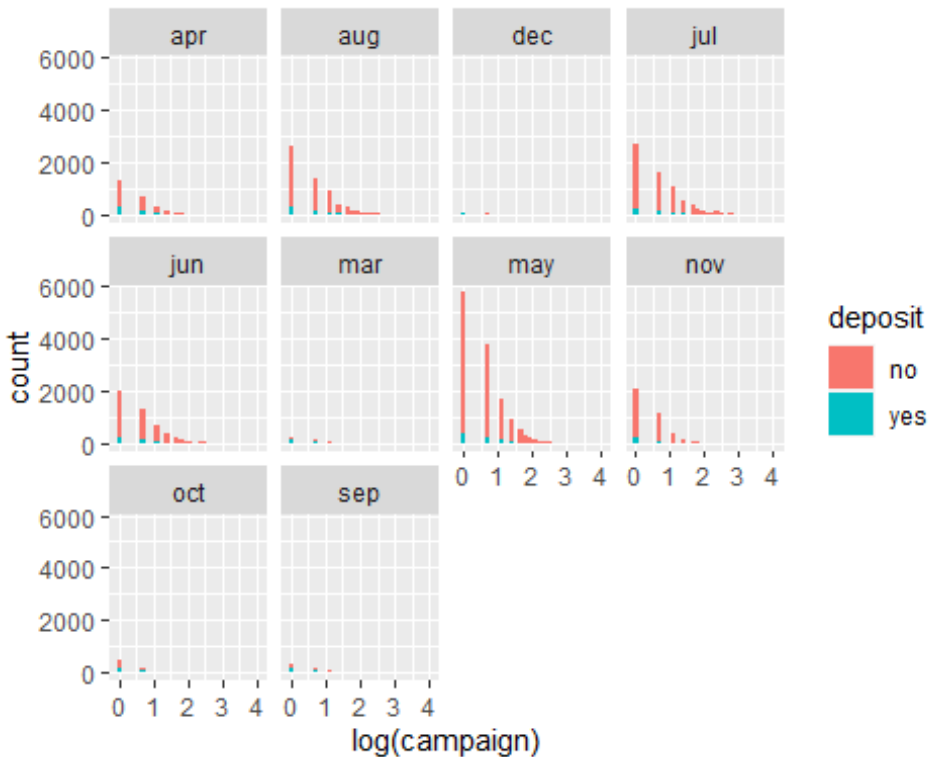 apr aug dec jul
6000
4000
2000
0
jun mar may nov
6000
4000
2000
0
0 1 2 3 4 0 1 2 3 4
oct sep
6000
4000
2000
0
0 1 2 3 4 0 1 2 3 4
log(campaign)
count
deposit
no
yes